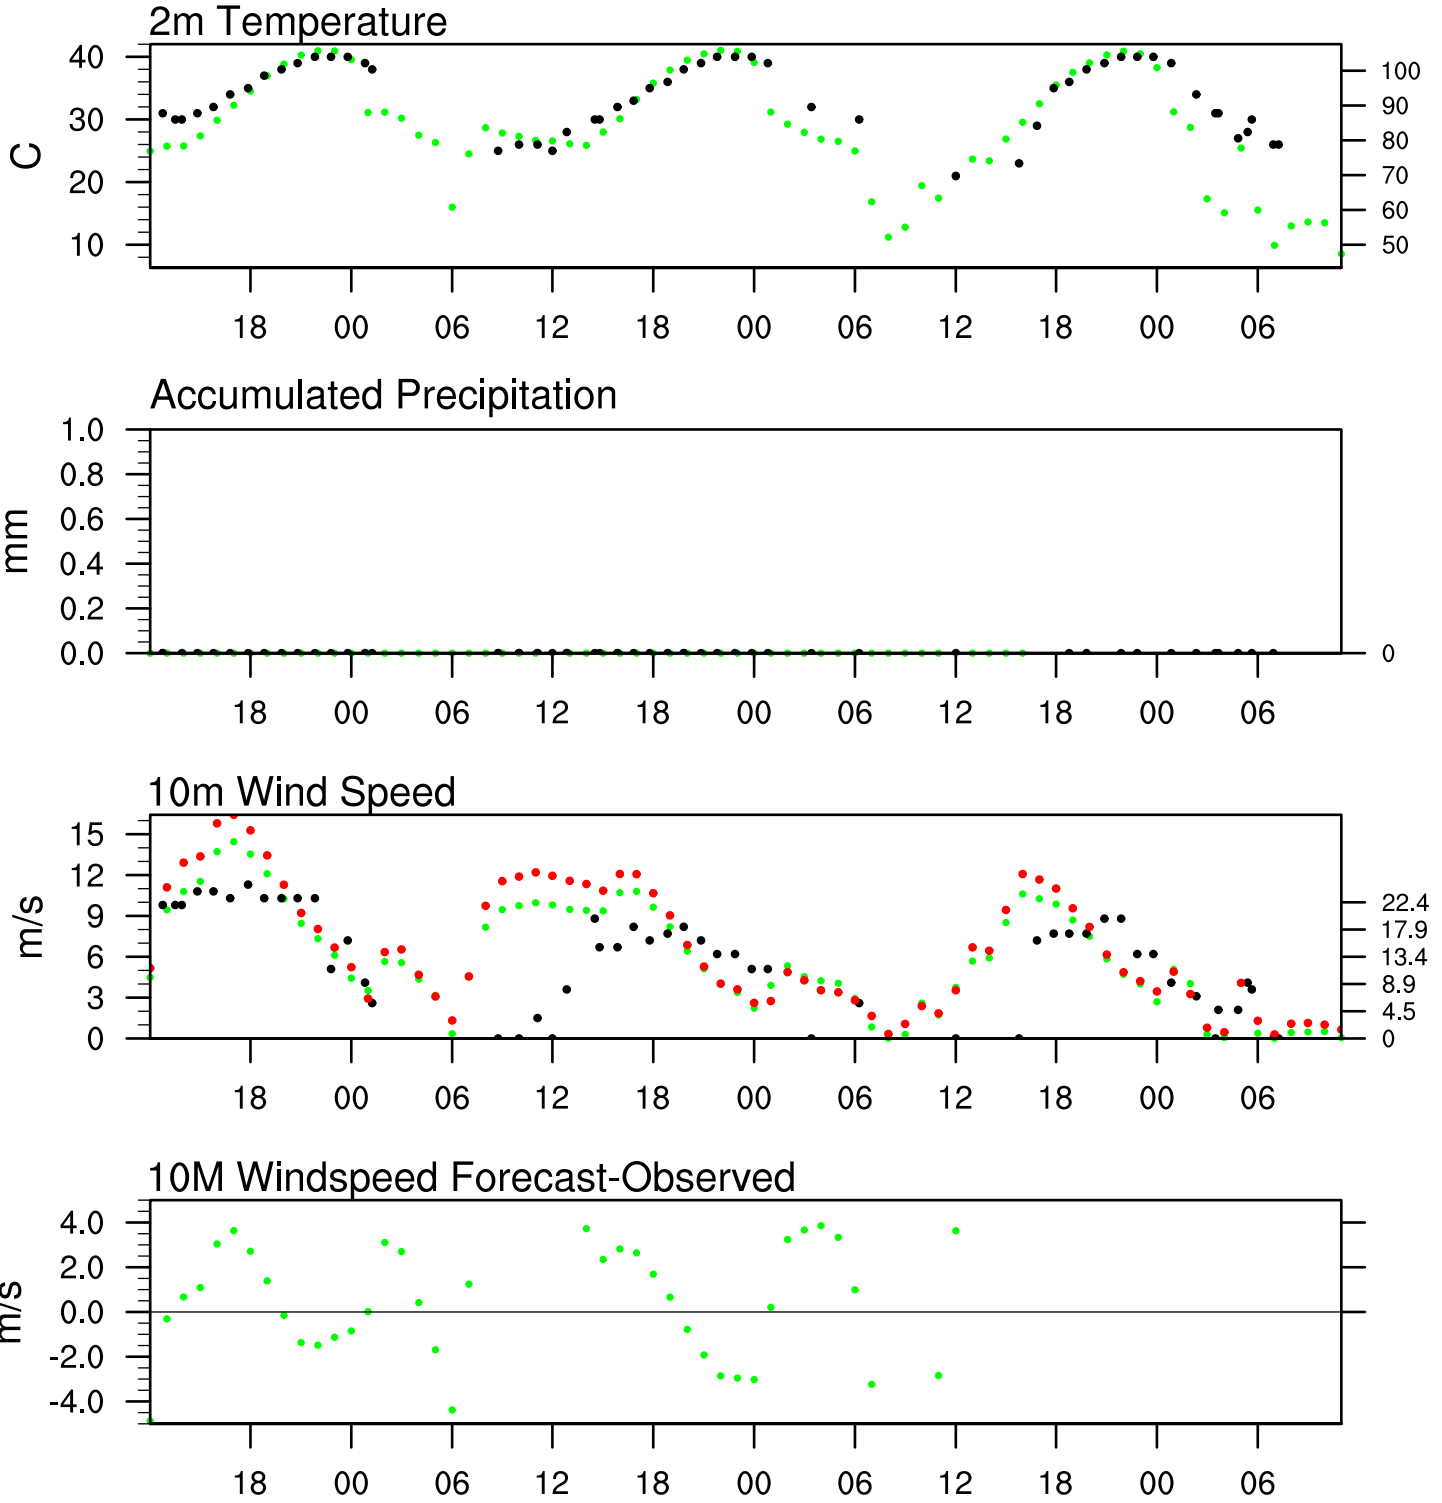 2m Temperature
C
40
30
20
10
100
90
80
70
60
50
18 00 06 12 18 00 06 12 18 00 06
Accumulated Precipitation
mm
1.0
0.8
0.6
0.4
0.2
0.0
0
18 00 06 12 18 00 06 12 18 00 06
10m Wind Speed
m/s
15
12
9
6
3
0
22.4
17.9
13.4
8.9
4.5
0
18 00 06 12 18 00 06 12 18 00 06
10M Windspeed Forecast-Observed
m/s
4.0
2.0
0.0
-2.0
-4.0
18 00 06 12 18 00 06 12 18 00 06